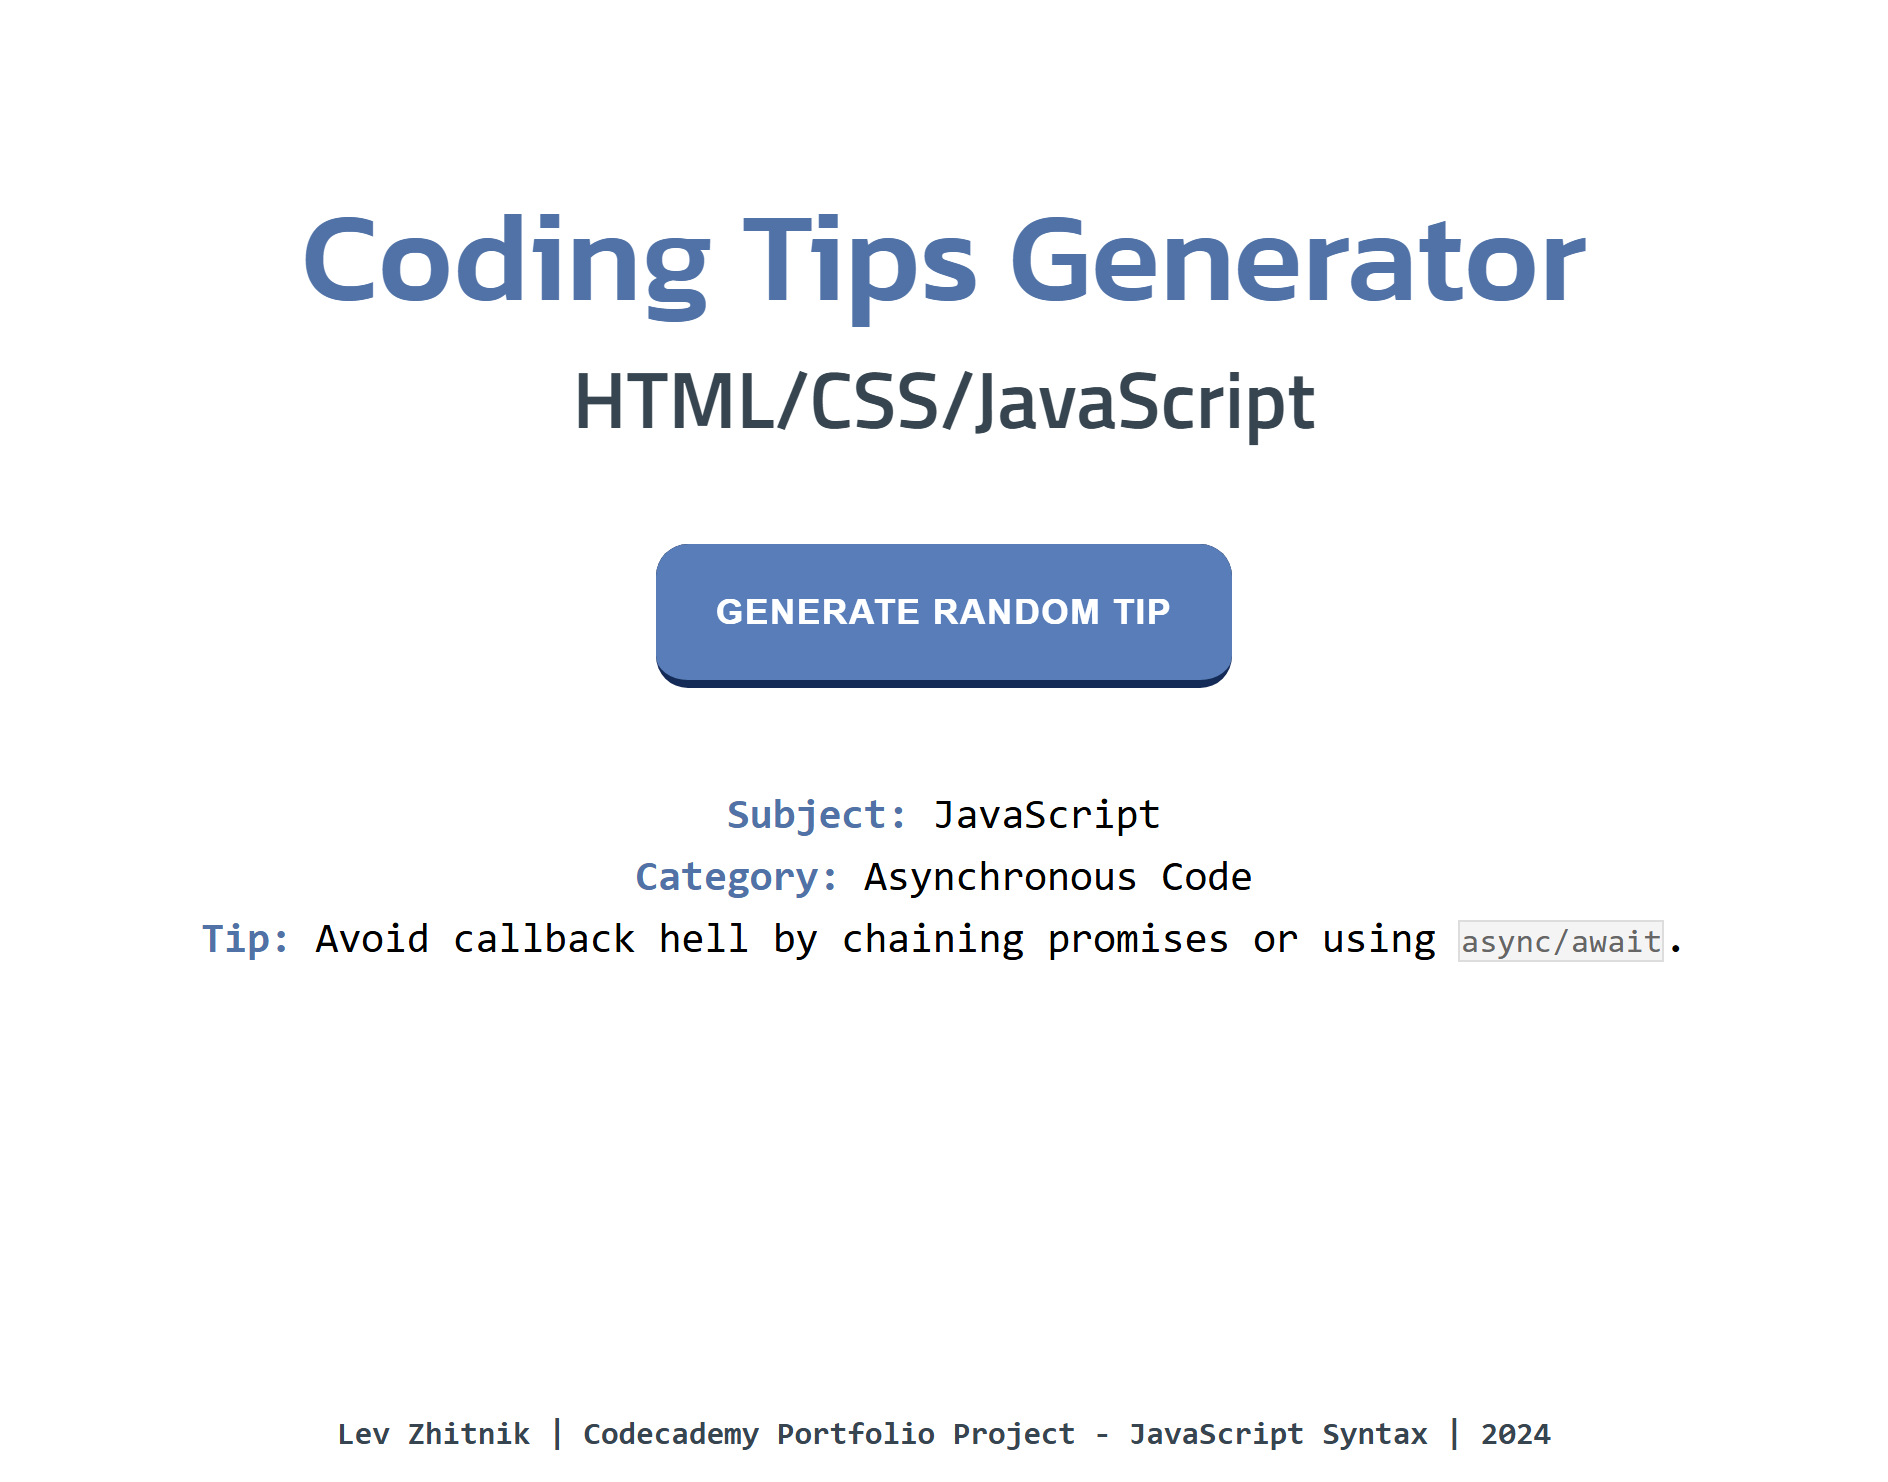 Coding Tips Generator
HTML/CSS/JavaScript
GENERATE RANDOM TIP
Subject: JavaScript
Category: Asynchronous Code
Tip: Avoid callback hell by chaining promises or using async/await.
Lev Zhitnik | Codecademy Portfolio Project - JavaScript Syntax | 2024